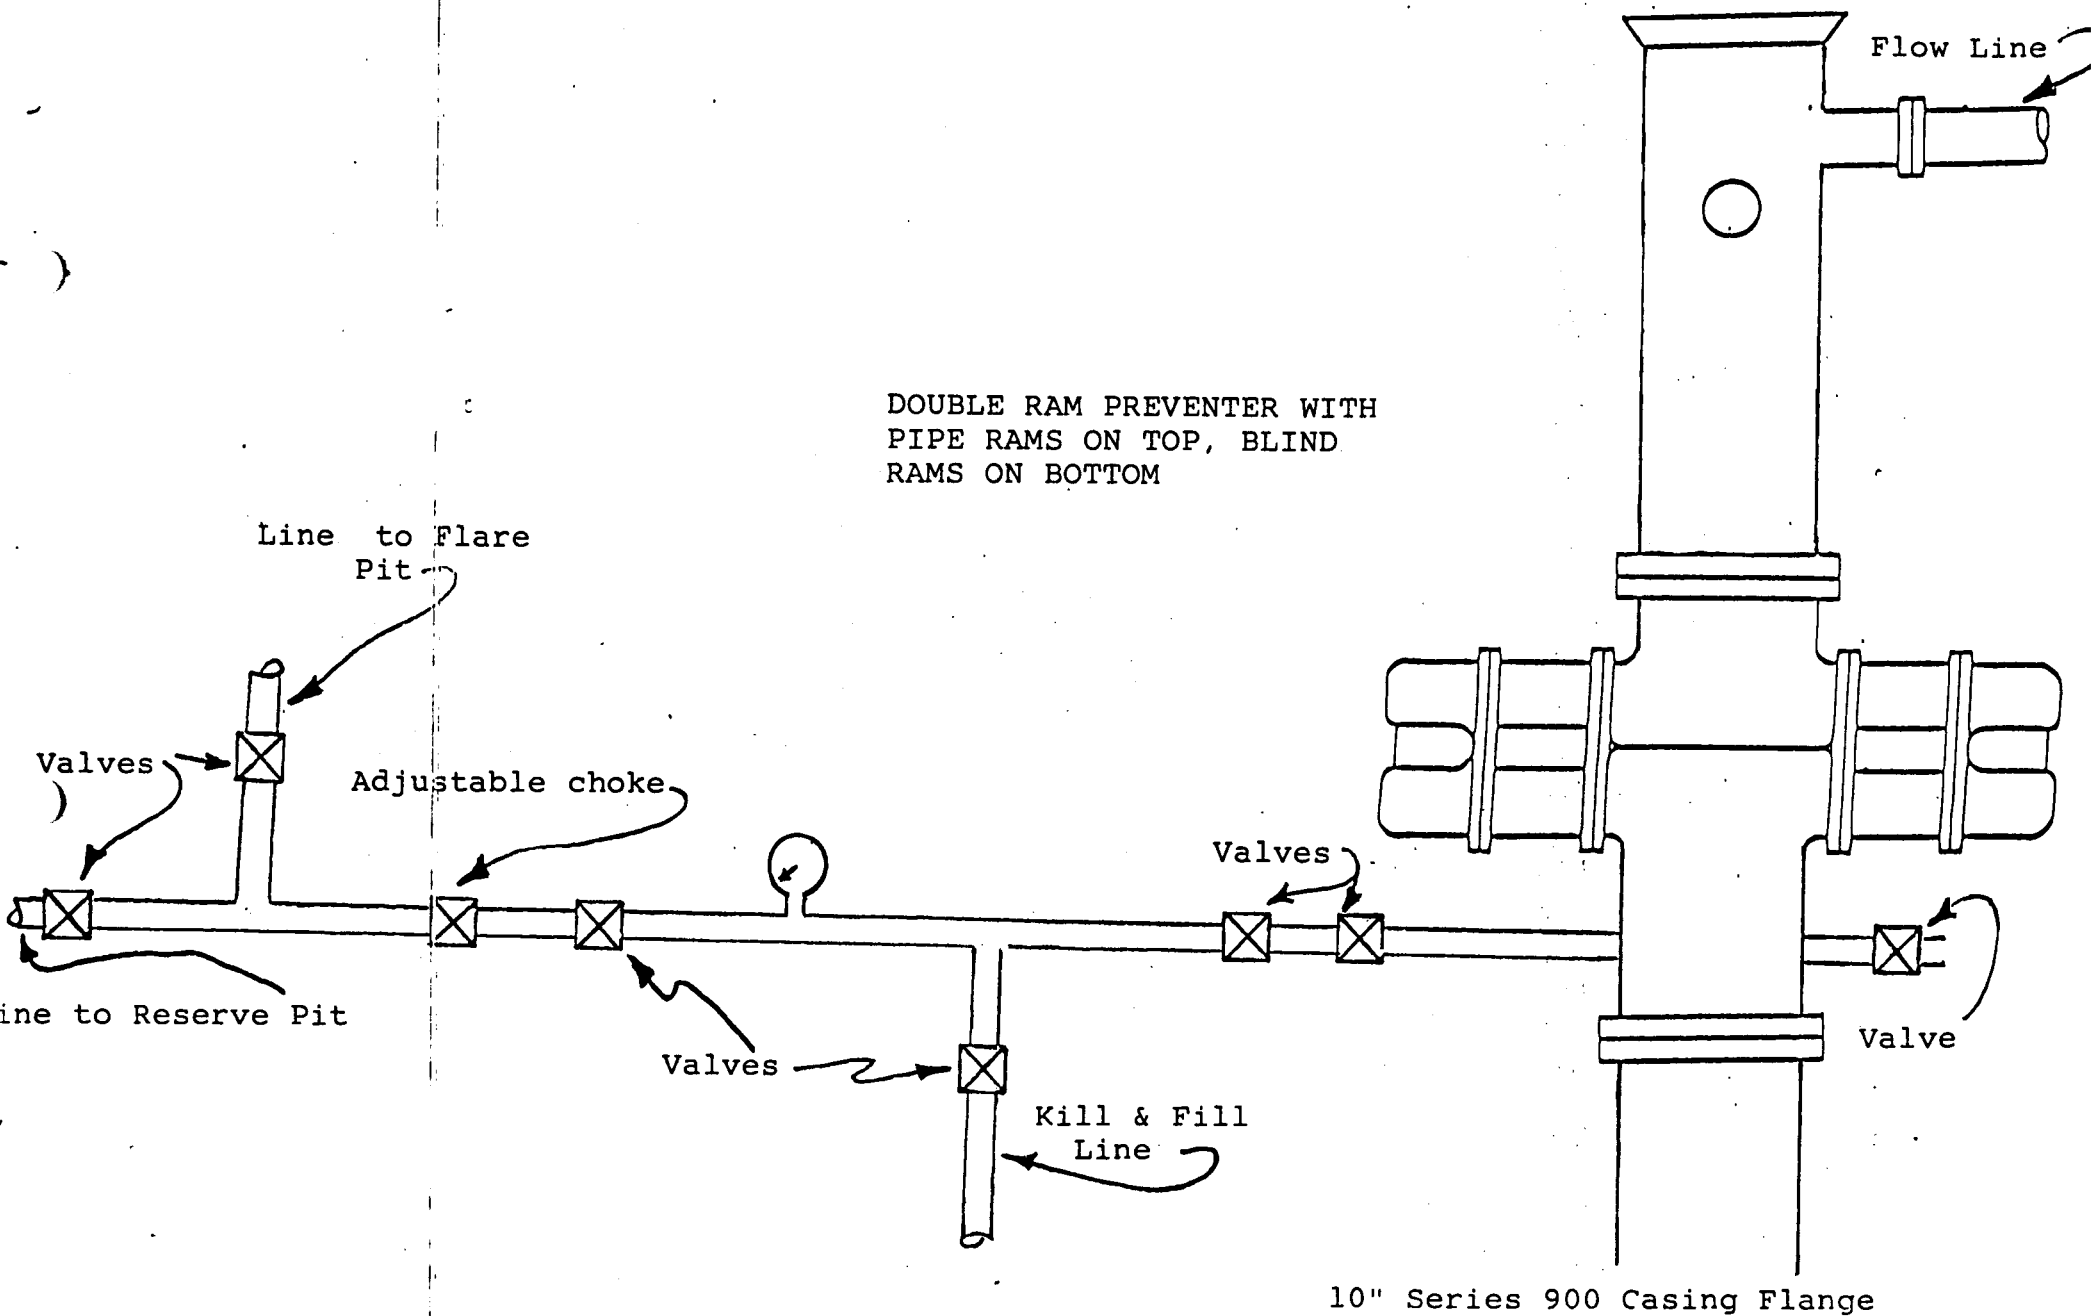 Flow Line
DOUBLE RAM PREVENTER WITH
PIPE RAMS ON TOP, BLIND
RAMS ON BOTTOM
Line to Flare
Pit
Valves
Adjustable choke
Valves
ine to Reserve Pit
Valves
Valve
Kill & Fill
Line
10" Series 900 Casing Flange